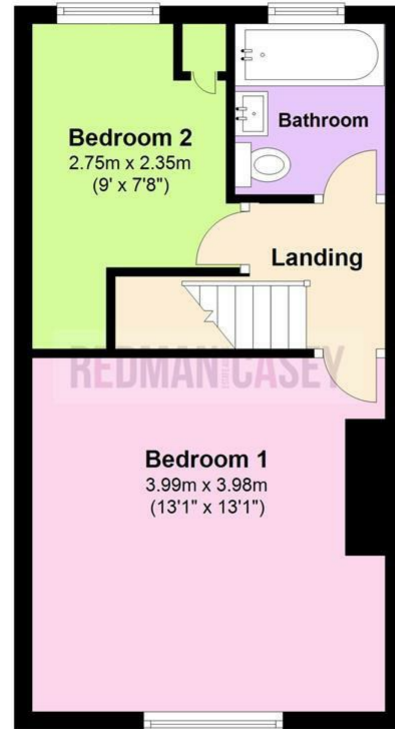 Bedroom 2
2.75m x 2.35m
(9' x 7'8")
Bathroom
Landing
REDMAN CASEY
Bedroom 1
3.99m x 3.98m
(13'1" x 13'1")